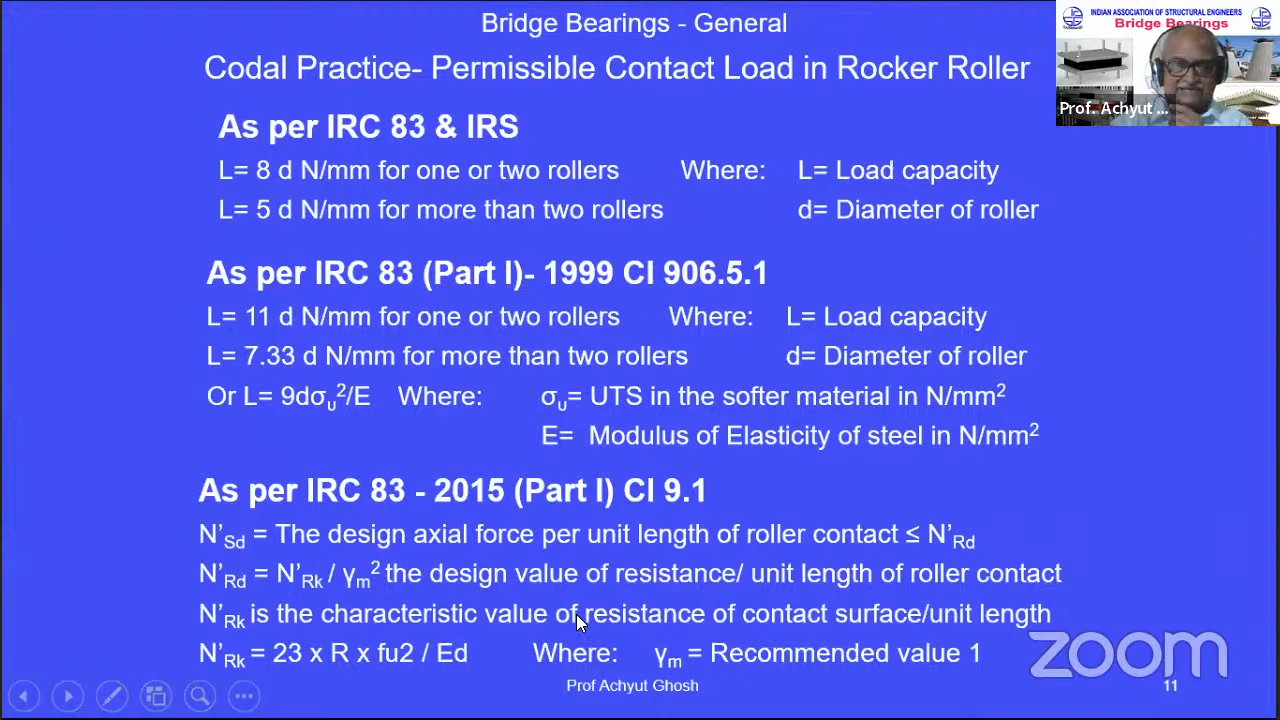 Bridge Bearings - General
INDIAN ASSOCIATION OF STRUCTURAL ENGINEERS
Bridge Bearings
Codal Practice- Permissible Contact Load in Rocker Roller
Prof. Achyut ...
As per IRC 83 & IRS
L= 8 d N/mm for one or two rollers Where: L= Load capacity
L= 5 d N/mm for more than two rollers d= Diameter of roller
As per IRC 83 (Part I)- 1999 Cl 906.5.1
L= 11 d N/mm for one or two rollers Where: L= Load capacity
L= 7.33 d N/mm for more than two rollers d= Diameter of roller
Or L= 9dσᵤ²/E Where: σᵤ= UTS in the softer material in N/mm²
E= Modulus of Elasticity of steel in N/mm²
As per IRC 83 - 2015 (Part I) Cl 9.1
N’Sd = The design axial force per unit length of roller contact ≤ N’Rd
N’Rd = N’Rk / γm² the design value of resistance/ unit length of roller contact
N’Rk is the characteristic value of resistance of contact surface/unit length
N’Rk = 23 x R x fu2 / Ed Where: γm = Recommended value 1
zoom
Prof Achyut Ghosh
11